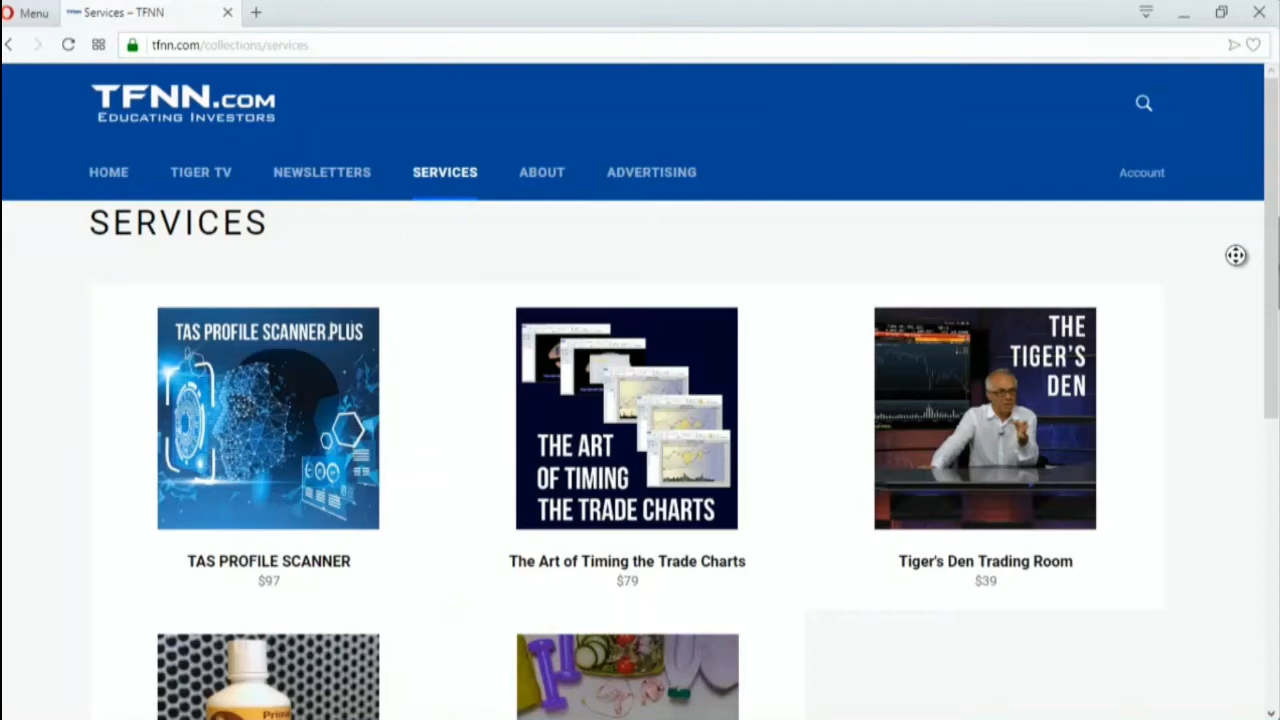 Menu
Services – TFNN
tfnn.com/collections/services
TFNN.COM
EDUCATING INVESTORS
HOME
TIGER TV
NEWSLETTERS
SERVICES
ABOUT
ADVERTISING
Account
SERVICES
TAS PROFILE SCANNER PLUS
THE ART
OF TIMING
THE TRADE CHARTS
THE
TIGER'S
DEN
TAS PROFILE SCANNER
$97
The Art of Timing the Trade Charts
$79
Tiger's Den Trading Room
$39